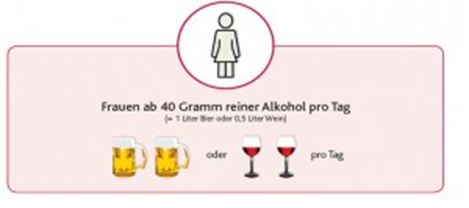 Frauen ab 40 Gramm reiner Alkohol pro Tag
(= 1 Liter Bier oder 0,5 Liter Wein)
oder pro Tag